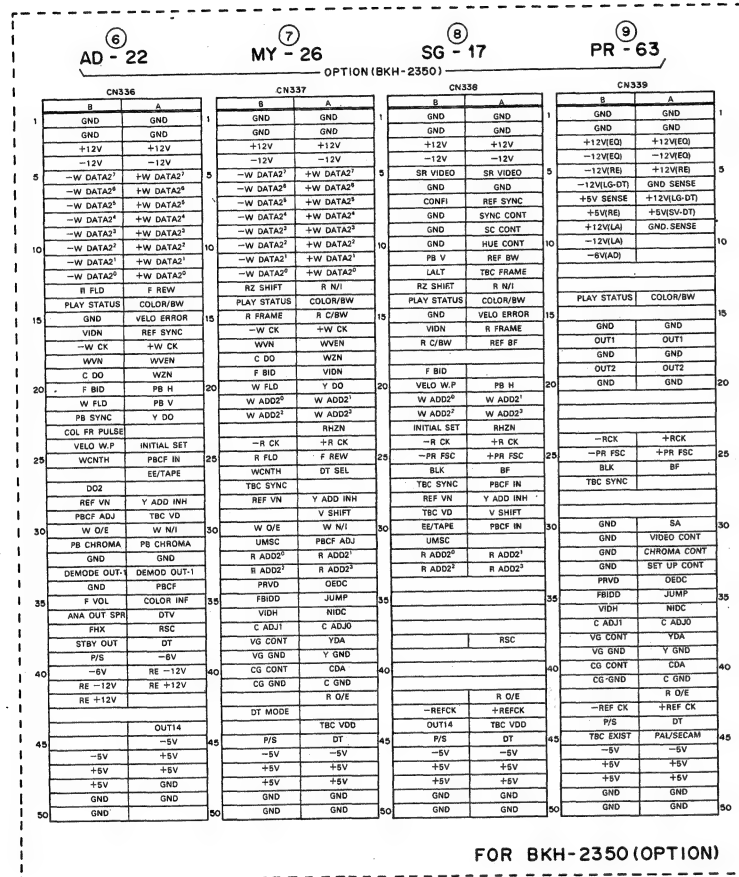 ⑥ ⑦ ⑧ ⑨
AD - 22 MY - 26 SG - 17 PR - 63
OPTION (BKH-2350)
CN336
B A
1 GND GND
GND GND
+12V +12V
-12V -12V
5 -W DATA2⁷ +W DATA2⁷
-W DATA2⁶ +W DATA2⁶
-W DATA2⁵ +W DATA2⁵
-W DATA2⁴ +W DATA2⁴
-W DATA2³ +W DATA2³
10 -W DATA2² +W DATA2²
-W DATA2¹ +W DATA2¹
-W DATA2⁰ +W DATA2⁰
R FLD F REW
PLAY STATUS COLOR/BW
15 GND VELO ERROR
VIDN REF SYNC
-W CK +W CK
WVN WVEN
C DO WZN
20 F BID PB H
W FLD PB V
PB SYNC Y DO
COL FR PULSE
VELO W.P INITIAL SET
25 WCNTH PBCF IN
EE/TAPE
DO2
REF VN Y ADD INH
PBCF ADJ TBC VD
30 W O/E W N/I
PB CHROMA PB CHROMA
GND GND
DEMODE OUT-1 DEMOD OUT-1
GND PBCF
35 F VOL COLOR INF
ANA OUT SPR DTV
FHX RSC
STBY OUT DT
P/S -6V
40 -6V RE -12V
RE -12V RE +12V
RE +12V
OUT14
45 -5V
-5V +5V
+5V +5V
+5V GND
GND GND
50 GND
CN337
B A
1 GND GND
GND GND
+12V +12V
-12V -12V
5 -W DATA2⁷ +W DATA2⁷
-W DATA2⁶ +W DATA2⁶
-W DATA2⁵ +W DATA2⁵
-W DATA2⁴ +W DATA2⁴
-W DATA2³ +W DATA2³
10 -W DATA2² +W DATA2²
-W DATA2¹ +W DATA2¹
-W DATA2⁰ +W DATA2⁰
RZ SHIFT R N/I
PLAY STATUS COLOR/BW
15 R FRAME R C/BW
-W CK +W CK
WVN WVEN
C DO WZN
F BID VIDN
20 W FLD Y DO
W ADD2⁰ W ADD2¹
W ADD2² W ADD2³
RHZN
-R CK +R CK
25 R FLD F REW
WCNTH DT SEL
TBC SYNC
REF VN Y ADD INH
V SHIFT
30 W O/E W N/I
UMSC PBCF ADJ
R ADD2⁰ R ADD2¹
R ADD2² R ADD2³
PRVD OEDC
35 FBIDD JUMP
VIDH NIDC
C ADJ1 C ADJ0
VG CONT YDA
VG GND Y GND
40 CG CONT CDA
CG GND C GND
R O/E
DT MODE
TBC VDD
45 P/S DT
-5V -5V
+5V +5V
+5V +5V
GND GND
50 GND GND
CN338
B A
1 GND GND
GND GND
+12V +12V
-12V -12V
5 SR VIDEO SR VIDEO
GND GND
CONFI REF SYNC
GND SYNC CONT
GND SC CONT
10 GND HUE CONT
PB V REF BW
LALT TBC FRAME
RZ SHIFT R N/I
PLAY STATUS COLOR/BW
15 GND VELO ERROR
VIDN R FRAME
R C/BW REF BF
F BID
20 VELO W.P PB H
W ADD2⁰ W ADD2¹
W ADD2² W ADD2³
INITIAL SET RHZN
-R CK +R CK
25 -PR FSC +PR FSC
BLK BF
TBC SYNC PBCF IN
REF VN Y ADD INH
TBC VD V SHIFT
30 EE/TAPE PBCF IN
UMSC
R ADD2⁰ R ADD2¹
R ADD2² R ADD2³
35
RSC
40
R O/E
-REFCK +REFCK
OUT14 TBC VDD
45 P/S DT
-5V -5V
+5V +5V
+5V +5V
GND GND
50 GND GND
CN339
B A
1 GND GND 1
GND GND
+12V(EQ) +12V(EQ)
-12V(EQ) -12V(EQ)
5 -12V(RE) +12V(RE) 5
-12V(LG-DT) GND SENSE
+5V SENSE +12V(LG-DT)
+5V(RE) +5V(SV-DT)
+12V(LA) GND.SENSE
10 -12V(LA) 10
-6V(AD)
PLAY STATUS COLOR/BW
15 15
GND GND
OUT1 OUT1
GND GND
OUT2 OUT2
20 GND GND 20
-RCK +RCK
25 -PR FSC +PR FSC 25
BLK BF
TBC SYNC
30 GND SA 30
GND VIDEO CONT
GND CHROMA CONT
GND SET UP CONT
PRVD OEDC
35 FBIDD JUMP 35
VIDH NIDC
C ADJ1 C ADJ0
VG CONT YDA
VG GND Y GND
40 CG CONT CDA 40
CG-GND C GND
R O/E
-REF CK +REF CK
P/S DT
45 TBC EXIST PAL/SECAM 45
-5V -5V
+5V +5V
+5V +5V
GND GND
50 GND GND 50
FOR BKH-2350 (OPTION)